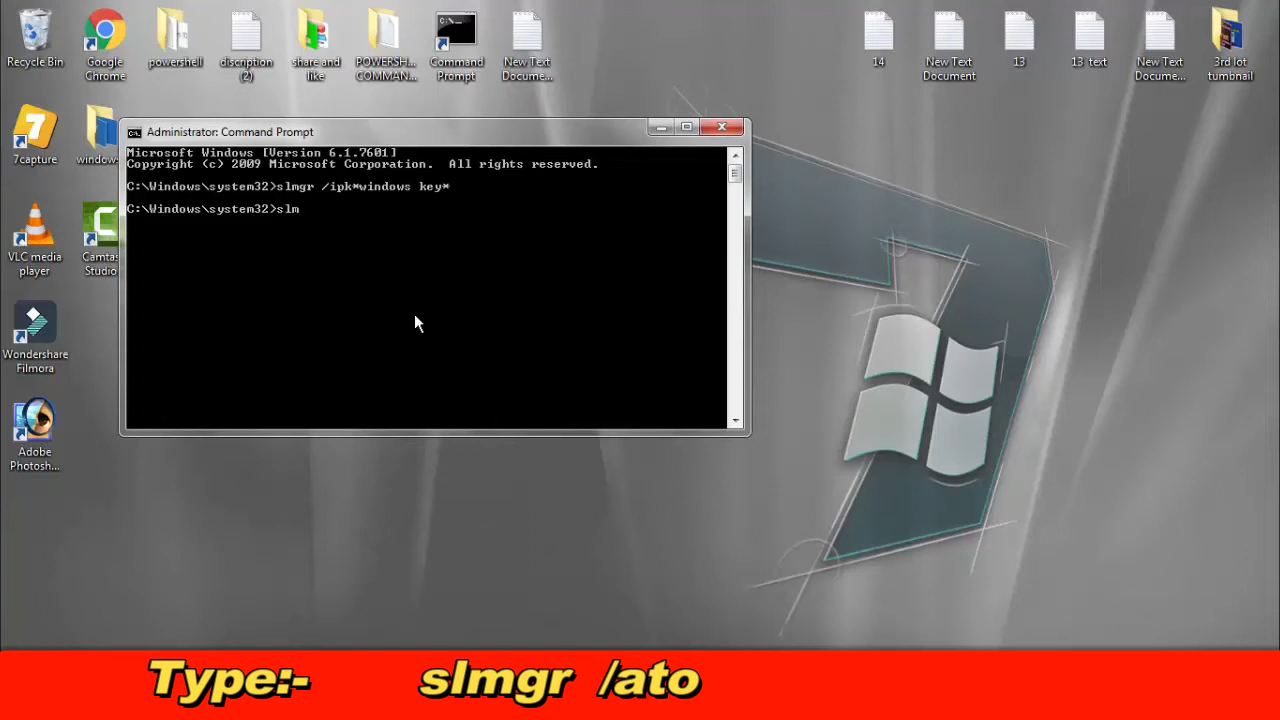 Recycle Bin
Google
Chrome
powershell
discription
(2)
share and
like
POWERSH...
COMMAN...
Command
Prompt
New Text
Docume...
14
New Text
Document
13
13 text
New Text
Docume...
3rd lot
tumbnail
7capture
windows
VLC media
player
Camtas
Studio
Wondershare
Filmora
Adobe
Photosh...
Administrator: Command Prompt
Microsoft Windows [Version 6.1.7601]
Copyright (c) 2009 Microsoft Corporation.  All rights reserved.
C:\Windows\system32>slmgr /ipk*windows key*
C:\Windows\system32>slm
Type:- slmgr /ato